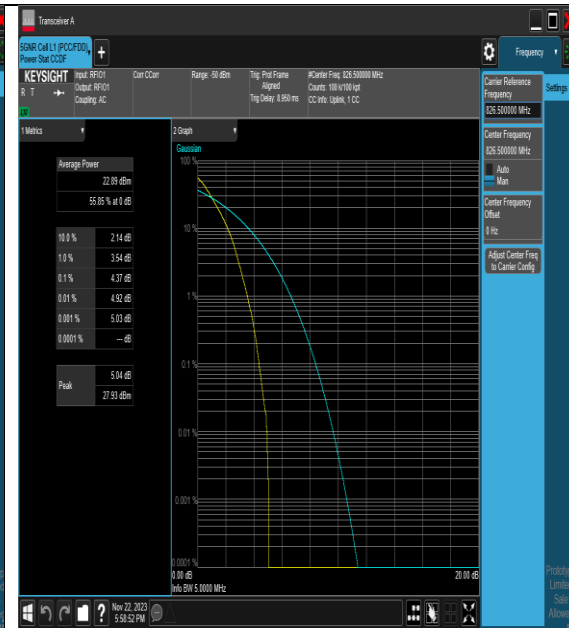 Transceiver A
5GNR Cell L1 (PCC/FDD)
Power Stat CCDF
+
Frequency
KEYSIGHT
R T
LV
Input: RFIO1
Output: RFIO1
Coupling: AC
Corr CCorr
Range: -50 dBm
Trig: Prot Frame
Aligned
Trig Delay: 8.950 ms
#Center Freq: 826.500000 MHz
Counts: 100 k/100 kpt
CC Info: Uplink, 1 CC
Carrier Reference
Frequency
826.500000 MHz
Settings
Center Frequency
826.500000 MHz
Auto
Man
Center Frequency
Offset
0 Hz
Adjust Center Freq
to Carrier Config
1 Metrics
Average Power
22.89 dBm
55.85 % at 0 dB
10.0 % 2.14 dB
1.0 % 3.54 dB
0.1 % 4.37 dB
0.01 % 4.92 dB
0.001 % 5.03 dB
0.0001 % --- dB
Peak
5.04 dB
27.93 dBm
2 Graph
Gaussian
100 %
10 %
1 %
0.1 %
0.01 %
0.001 %
0.0001 %
0.00 dB
20.00 dB
Info BW 5.0000 MHz
?
Nov 22, 2023
5:50:52 PM